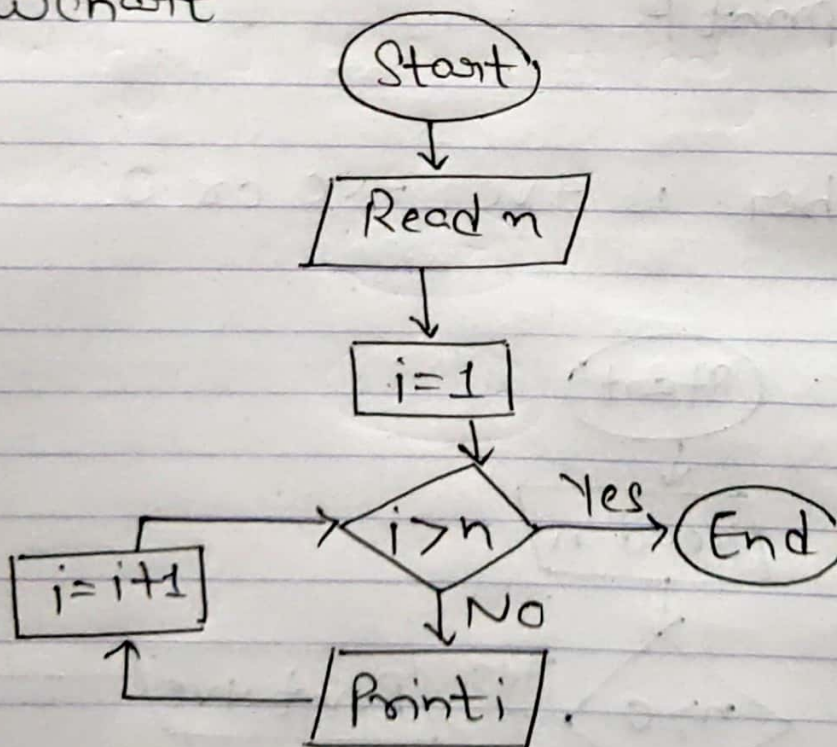 Start
Read n
i=1
i>n
Yes
End
No
Print i
i=i+1